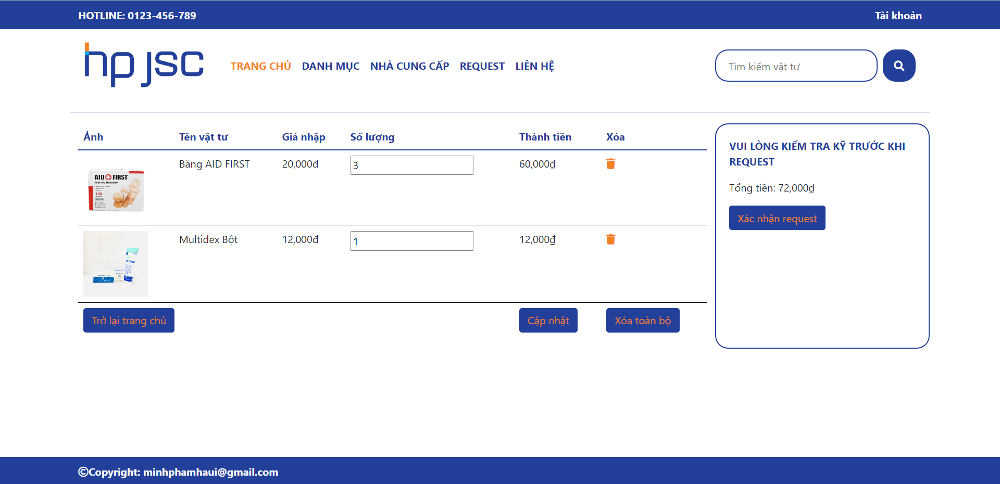 HOTLINE: 0123-456-789
Tài khoản
hp jsc
TRANG CHỦ DANH MỤC NHÀ CUNG CẤP REQUEST LIÊN HỆ
Tìm kiếm vật tư
Ảnh Tên vật tư Giá nhập Số lượng Thành tiền Xóa
Băng AID FIRST 20,000đ 3 60,000₫
AID FIRST
First-aid Bandage
100
Multidex Bột 12,000đ 1 12,000₫
Trở lại trang chủ Cập nhật Xóa toàn bộ
VUI LÒNG KIỂM TRA KỸ TRƯỚC KHI
REQUEST
Tổng tiền: 72,000₫
Xác nhận request
©Copyright: minhphamhaui@gmail.com